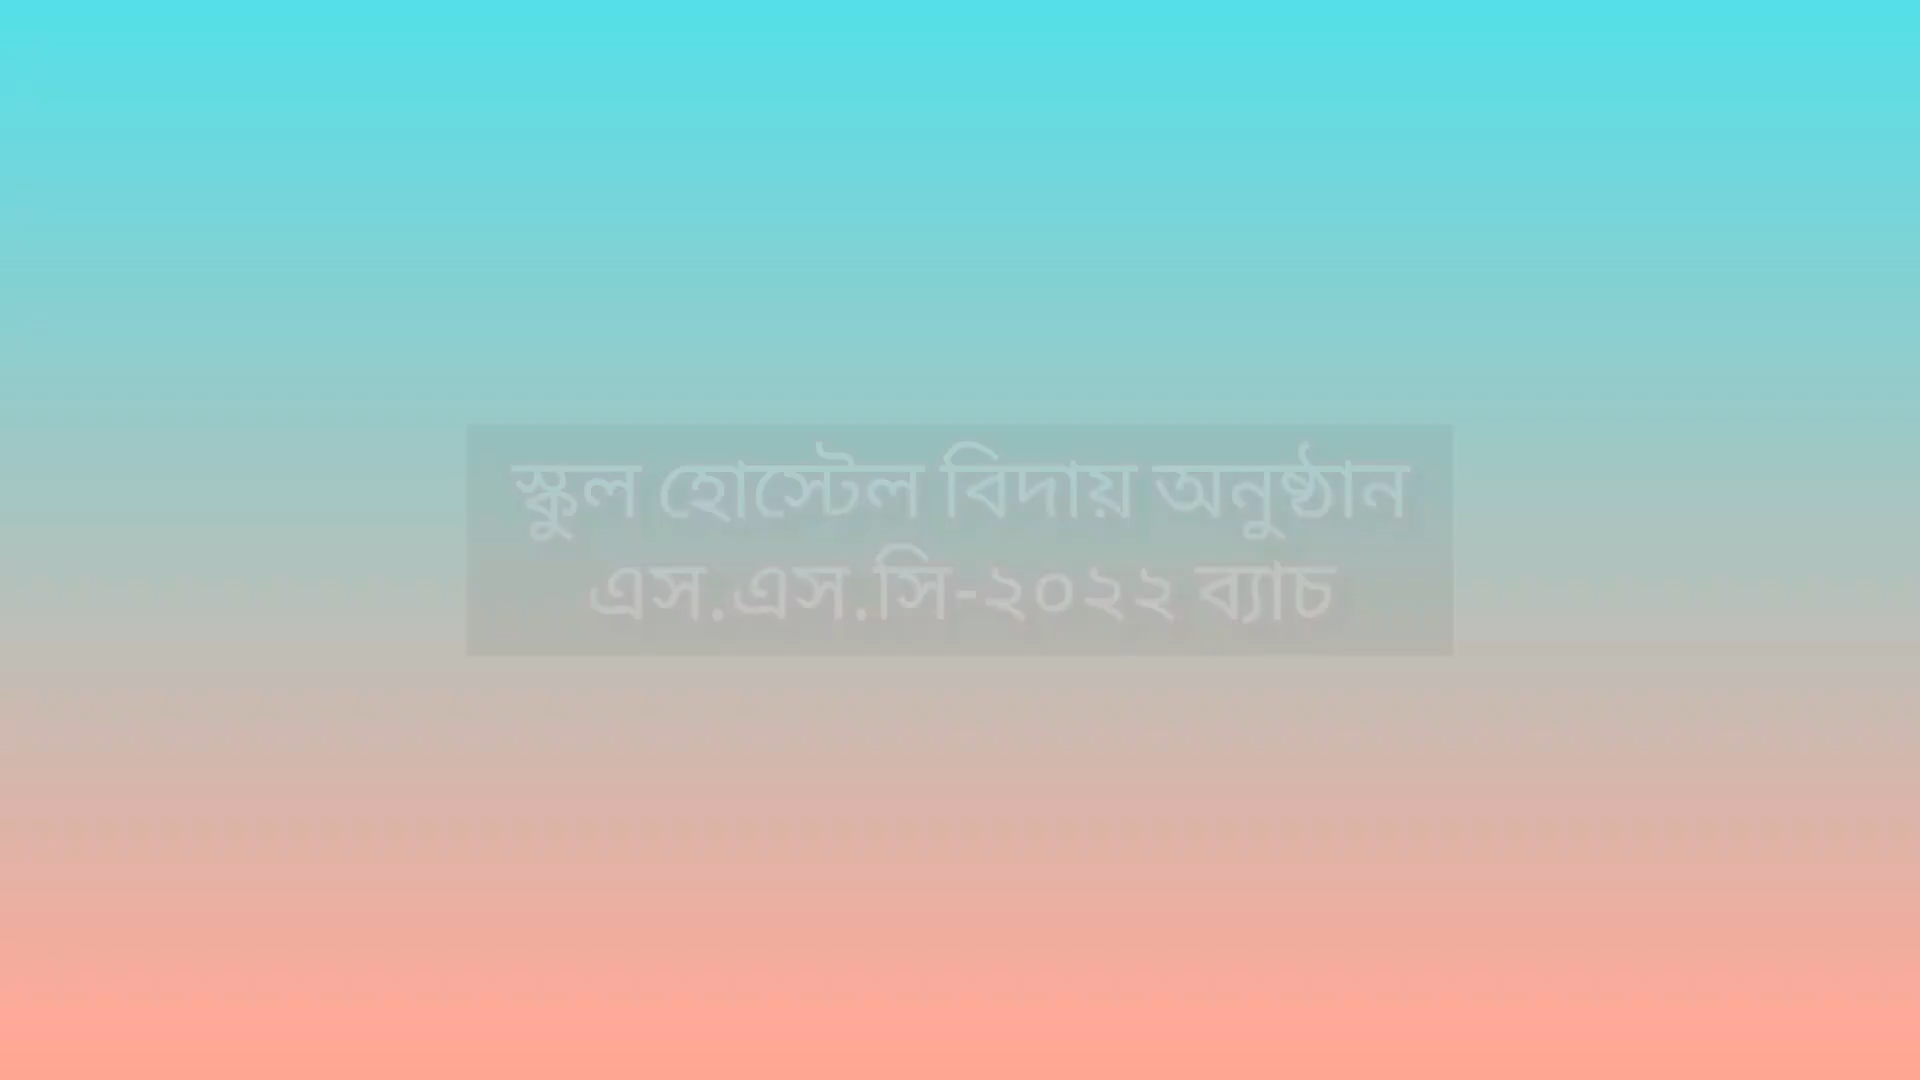 স্কুল হোস্টেল বিদায় অনুষ্ঠান
এস.এস.সি-২০২২ ব্যাচ